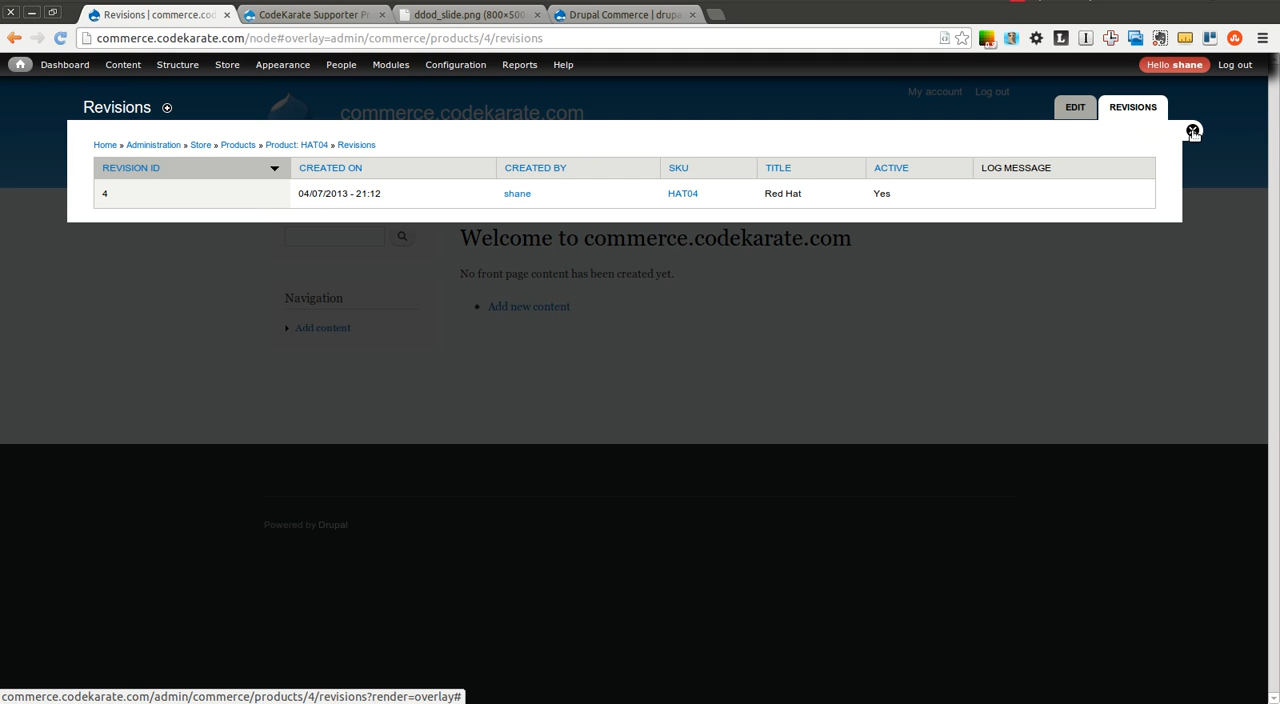 Revisions | commerce.cod
CodeKarate Supporter Pr
ddod_slide.png (800×500
Drupal Commerce | drupa
commerce.codekarate.com/node#overlay=admin/commerce/products/4/revisions
Dashboard Content Structure Store Appearance People Modules Configuration Reports Help
Hello shane Log out
My account Log out
Revisions
commerce.codekarate.com
EDIT
REVISIONS
Home » Administration » Store » Products » Product: HAT04 » Revisions
REVISION ID CREATED ON CREATED BY SKU TITLE ACTIVE LOG MESSAGE
4 04/07/2013 - 21:12 shane HAT04 Red Hat Yes
Welcome to commerce.codekarate.com
No front page content has been created yet.
Navigation
Add new content
Add content
Powered by Drupal
commerce.codekarate.com/admin/commerce/products/4/revisions?render=overlay#